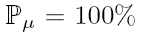 ℙ_μ = 100%